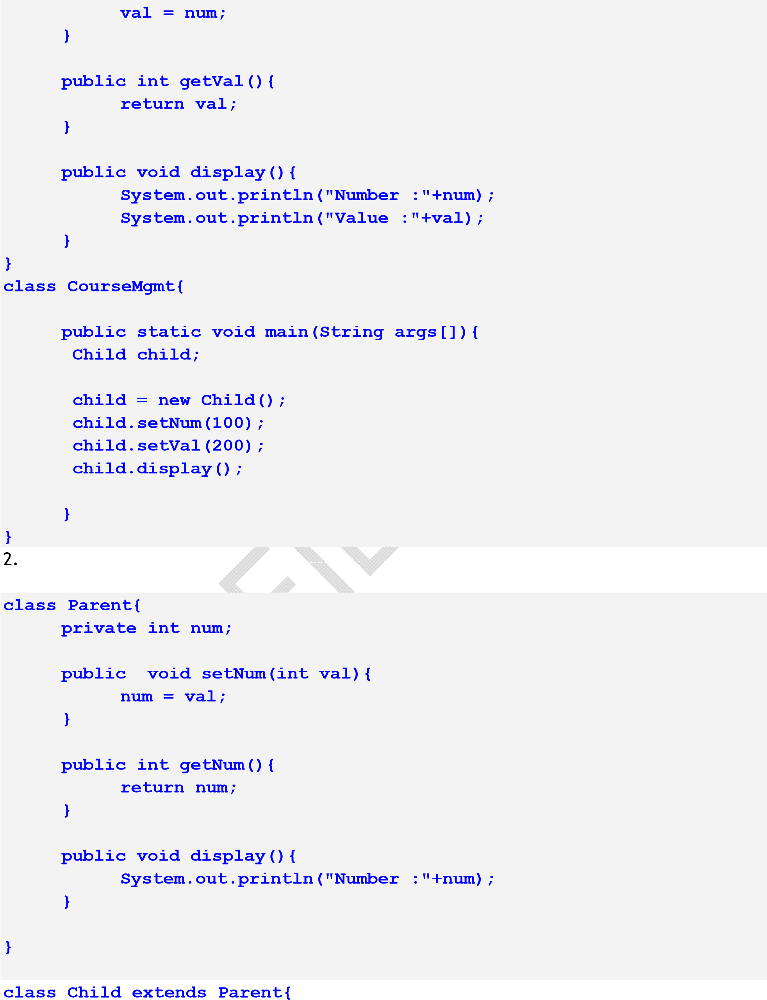 val = num;
}
public int getVal(){
return val;
}
public void display(){
System.out.println("Number :"+num);
System.out.println("Value :"+val);
}
}
class CourseMgmt{
public static void main(String args[]){
Child child;
child = new Child();
child.setNum(100);
child.setVal(200);
child.display();
}
}
2.
class Parent{
private int num;
public  void setNum(int val){
num = val;
}
public int getNum(){
return num;
}
public void display(){
System.out.println("Number :"+num);
}
}
class Child extends Parent{